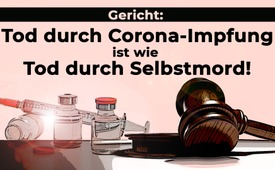 Gericht:
Tod durch Corona-Impfung
ist wie
Tod durch Selbstmord!